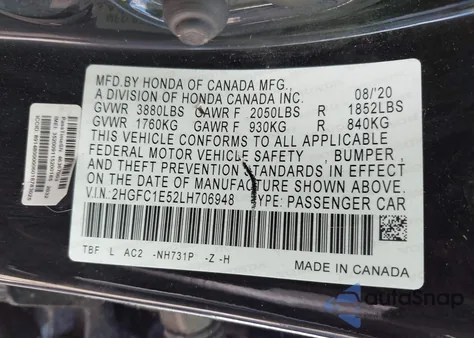 MFD.BY HONDA OF CANADA MFG., 08/'20
A DIVISION OF HONDA CANADA INC.
GVWR 3880LBS GAWR F 2050LBS R 1852LBS
GVWR 1760KG GAWR F 930KG R 840KG
THIS VEHICLE CONFORMS TO ALL APPLICABLE
FEDERAL MOTOR VEHICLE SAFETY , BUMPER ,
AND THEFT PREVENTION STANDARDS IN EFFECT
ON THE DATE OF MANUFACTURE SHOWN ABOVE.
V.I.N: 2HGFC1E52LH706948 TYPE: PASSENGER CAR
TBF L AC2 -NH731P -Z -H
MADE IN CANADA
autoSnap